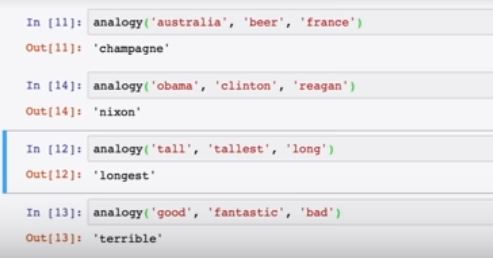 In [11]: analogy('australia', 'beer', 'france')
Out[11]: 'champagne'
In [14]: analogy('obama', 'clinton', 'reagan')
Out[14]: 'nixon'
In [12]: analogy('tall', 'tallest', 'long')
Out[12]: 'longest'
In [13]: analogy('good', 'fantastic', 'bad')
Out[13]: 'terrible'